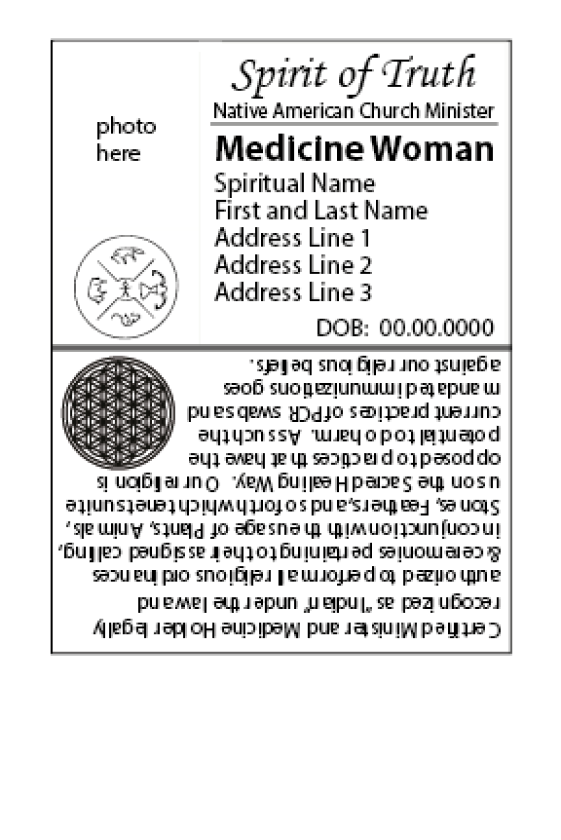 Spirit of Truth
Native American Church Minister
photo
here
Medicine Woman
Spiritual Name
First and Last Name
Address Line 1
Address Line 2
Address Line 3
DOB: 00.00.0000
Certified Minister and Medicine Holder legally
recognized as "Indian" under the law and
authorized to perform all religious ordinances
& ceremonies pertaining to their assigned calling,
in conjunction with the usage of Plants, Animals,
Stones, Feathers, and so forth which tenets unite
us on the Sacred Healing Way. Our religion is
opposed to practices that have the
potential to do harm. As such the
current practices of PCR swabs and
mandated immunizations goes
against our religious beliefs.